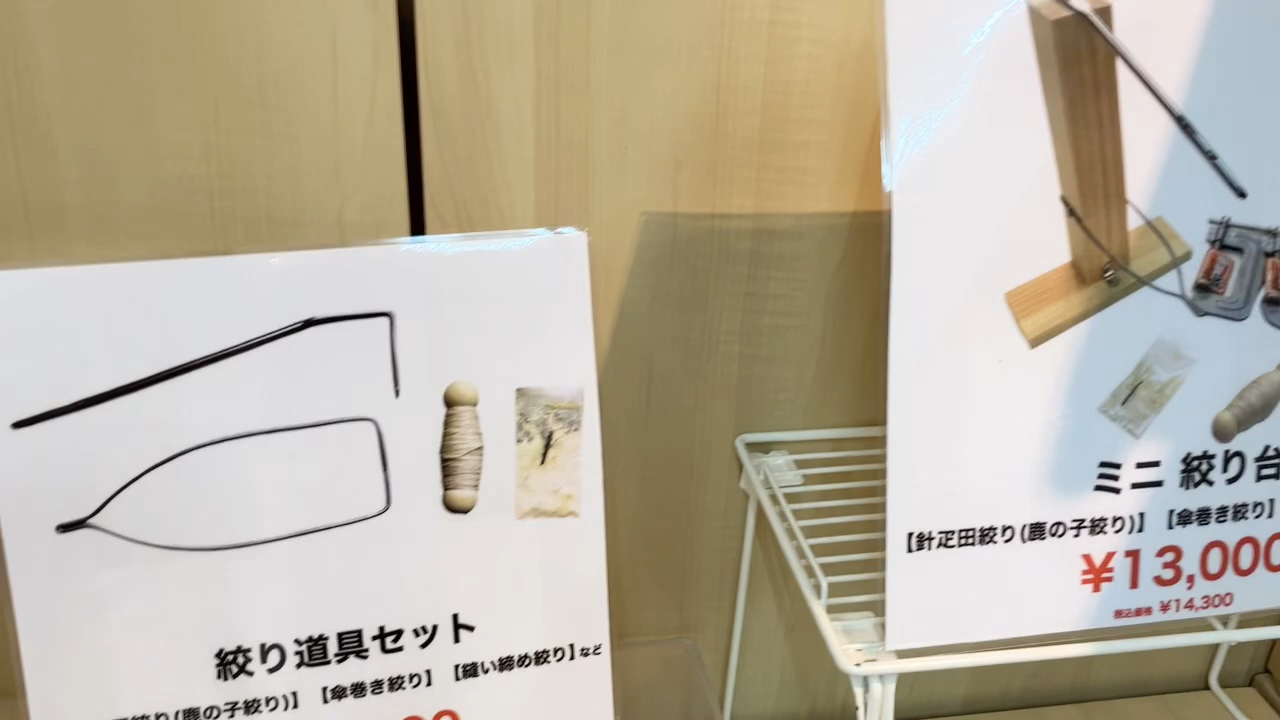 絞り道具セット
絞り(鹿の子絞り)】【傘巻き絞り】【縫い締め絞り】など
ミニ 絞り台
【針疋田絞り(鹿の子絞り)】【傘巻き絞り】
¥13,000
税込価格 ¥14,300